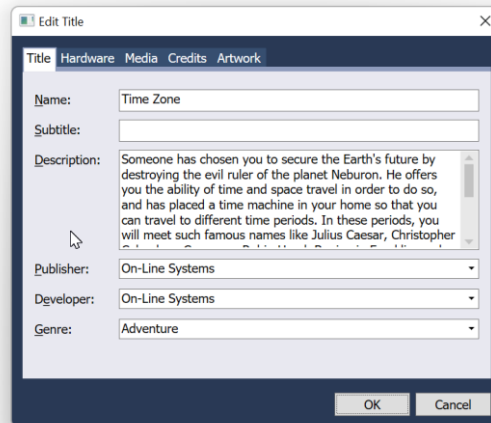 Edit Title
Title Hardware Media Credits Artwork
Name: Time Zone
Subtitle:
Description: Someone has chosen you to secure the Earth's future by
destroying the evil ruler of the planet Neburon. He offers
you the ability of time and space travel in order to do so,
and has placed a time machine in your home so that you
can travel to different time periods. In these periods, you
will meet such famous names like Julius Caesar, Christopher
Publisher: On-Line Systems
Developer: On-Line Systems
Genre: Adventure
OK Cancel